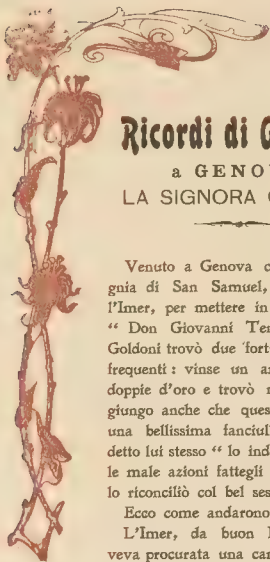 Ricordi di
a GENO
LA SIGNORA
Venuto a Genova c
gnia di San Samuel,
l'Imer, per mettere in
“ Don Giovanni Ten
Goldoni trovò due fort
frequenti : vinse un a
doppie d'oro e trovò
giungo anche che ques
una bellissima fanciul
detto lui stesso “ lo ind
le male azioni fattegli
lo riconciliò col bel ses
Ecco come andarono
L'Imer, da buon
veva procurata una ca